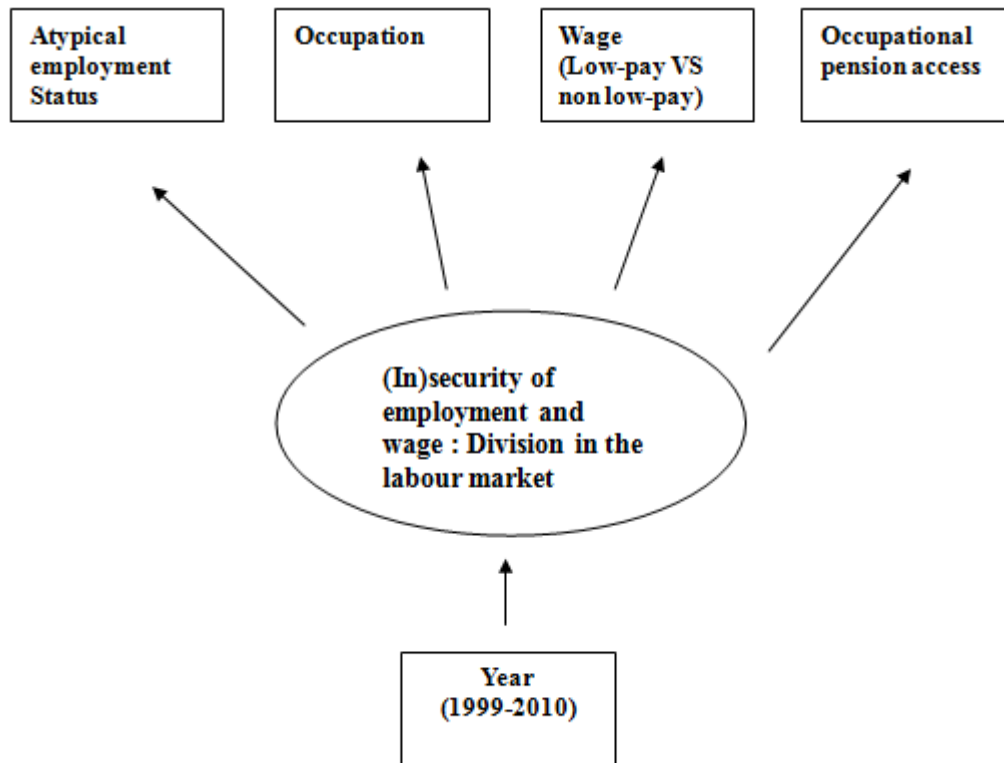 Atypical
employment
Status
Occupation
Wage
(Low-pay VS
non low-pay)
Occupational
pension access
(In)security of
employment and
wage : Division in the
labour market
Year
(1999-2010)